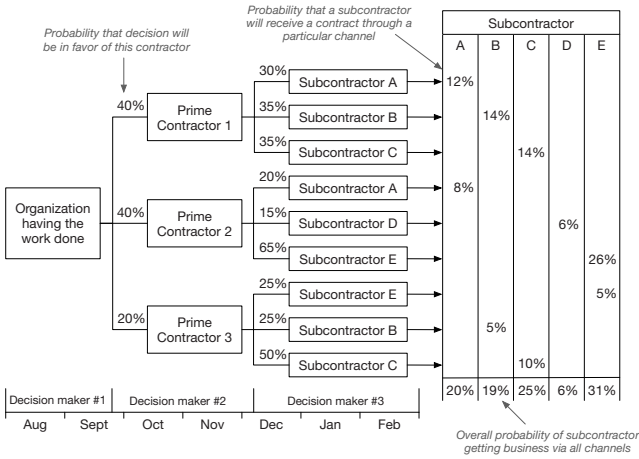 Probability that decision will
be in favor of this contractor
Probability that a subcontractor
will receive a contract through a
particular channel
Subcontractor
A B C D E
30% Subcontractor A 12%
40% Prime
Contractor 1
35% Subcontractor B 14%
35% Subcontractor C 14%
20% Subcontractor A 8%
Organization
having the
work done
40% Prime
Contractor 2
15% Subcontractor D 6%
65% Subcontractor E 26%
25% Subcontractor E 5%
20% Prime
Contractor 3
25% Subcontractor B 5%
50% Subcontractor C 10%
20% 19% 25% 6% 31%
Decision maker #1 Decision maker #2 Decision maker #3
Aug Sept Oct Nov Dec Jan Feb
Overall probability of subcontractor
getting business via all channels